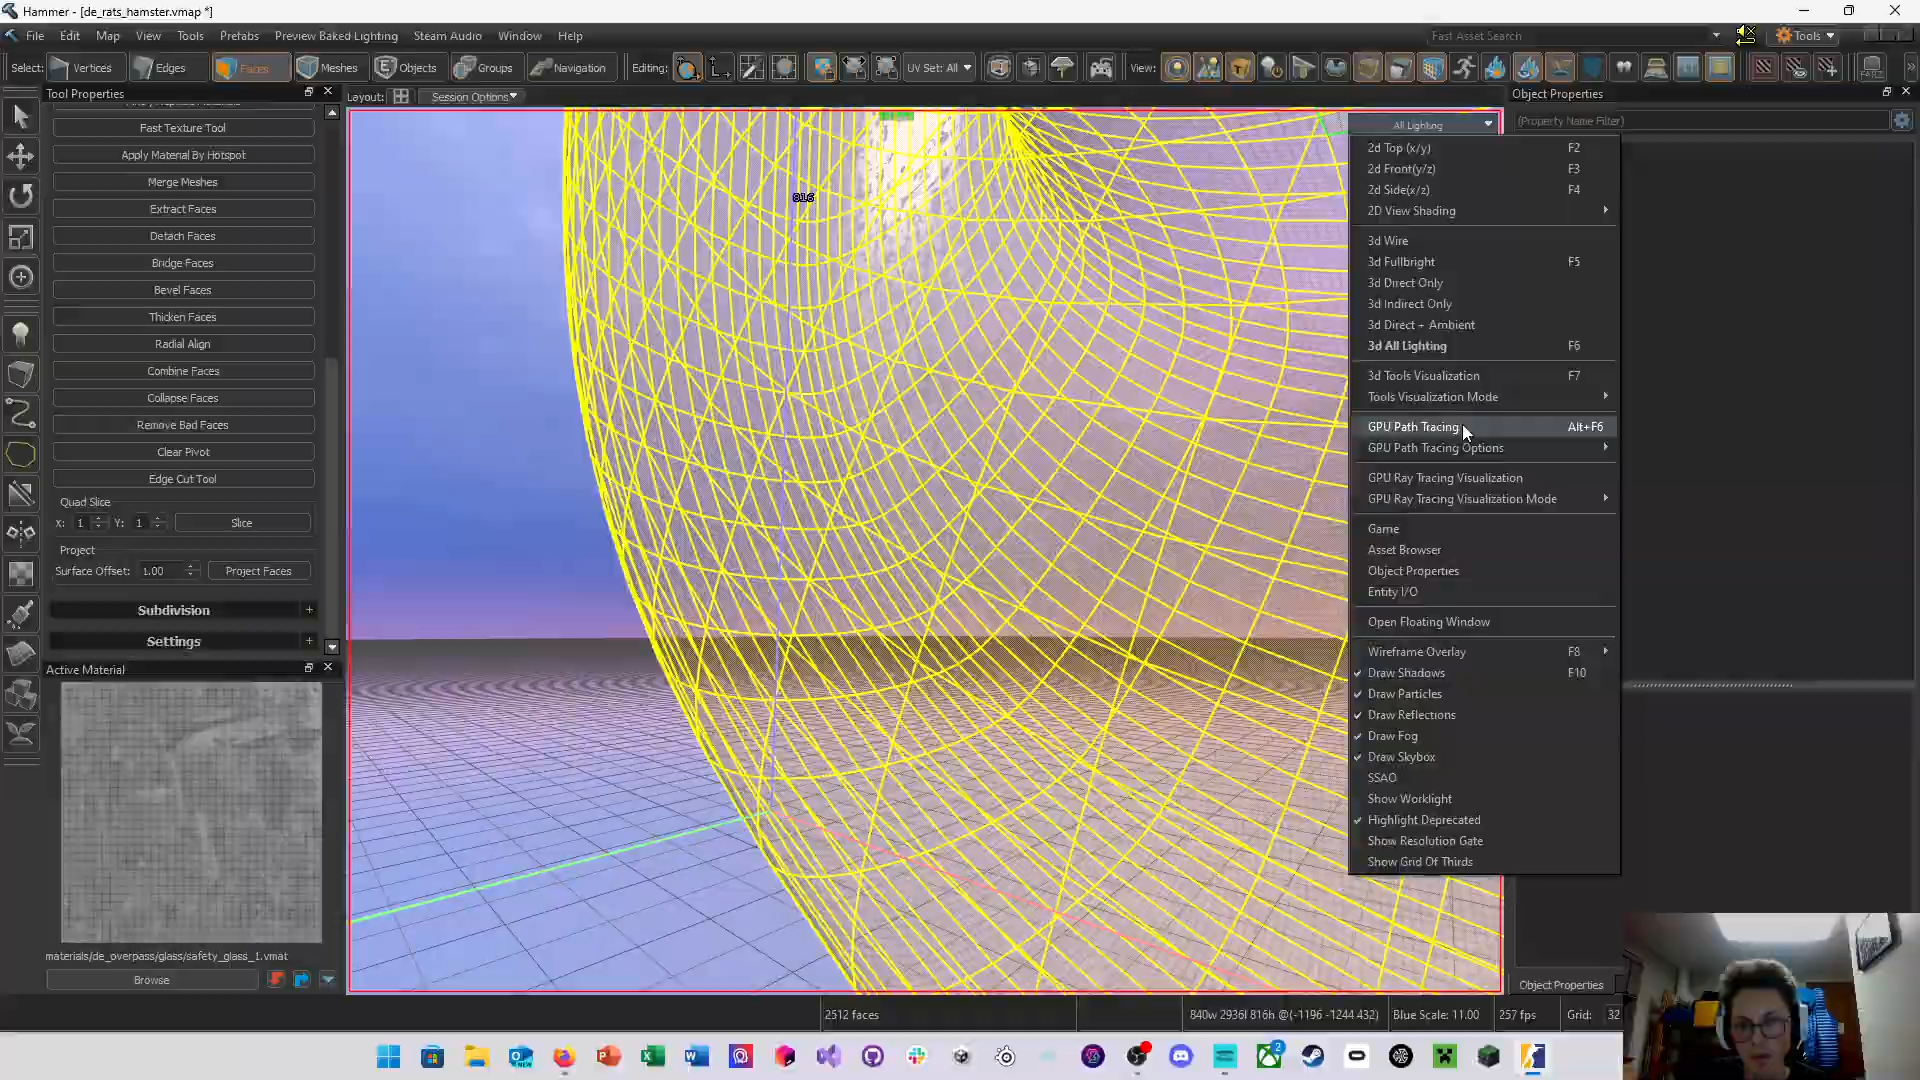 Hammer - [de_rats_hamster.vmap *]
File Edit Map View Tools Prefabs Preview Baked Lighting Steam Audio Window Help
Fast Asset Search
Tools
Select: Vertices Edges Faces Meshes Objects Groups Navigation Editing: UV Set: All View:
Tool Properties
Layout: Session Options
Object Properties
Fast Texture Tool
Apply Material By Hotspot
Merge Meshes
Extract Faces
Detach Faces
Bridge Faces
Bevel Faces
Thicken Faces
Radial Align
Combine Faces
Collapse Faces
Remove Bad Faces
Clear Pivot
Edge Cut Tool
Quad Slice
X: 1 Y: 1 Slice
Project
Surface Offset: 1.00 Project Faces
Subdivision +
Settings +
Active Material
materials/de_overpass/glass/safety_glass_1.vmat
Browse
816
All Lighting
(Property Name Filter)
2d Top (x/y) F2
2d Front(y/z) F3
2d Side(x/z) F4
2D View Shading
3d Wire
3d Fullbright F5
3d Direct Only
3d Indirect Only
3d Direct + Ambient
3d All Lighting F6
3d Tools Visualization F7
Tools Visualization Mode
GPU Path Tracing Alt+F6
GPU Path Tracing Options
GPU Ray Tracing Visualization
GPU Ray Tracing Visualization Mode
Game
Asset Browser
Object Properties
Entity I/O
Open Floating Window
Wireframe Overlay F8
Draw Shadows F10
Draw Particles
Draw Reflections
Draw Fog
Draw Skybox
SSAO
Show Worklight
Highlight Deprecated
Show Resolution Gate
Show Grid Of Thirds
Object Properties
2512 faces
840w 2936l 816h @(-1196 -1244 432)
Blue Scale: 11.00
257 fps
Grid: 32
2